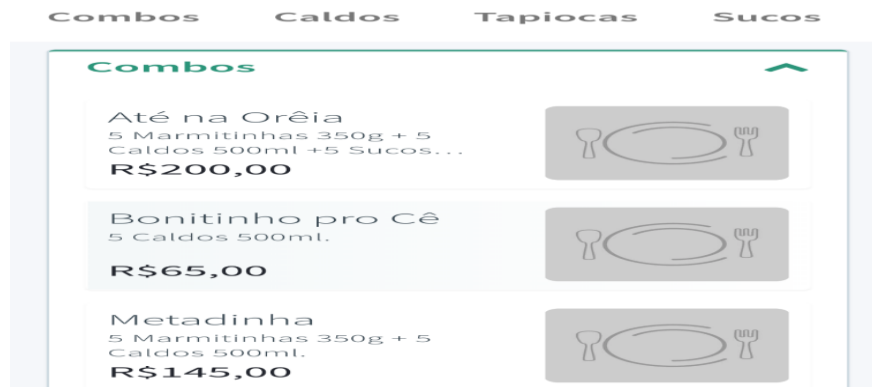 Combos Caldos Tapiocas Sucos
Combos
Até na Orêia
5 Marmitinhas 350g + 5
Caldos 500ml +5 Sucos...
R$200,00
Bonitinho pro Cê
5 Caldos 500ml.
R$65,00
Metadinha
5 Marmitinhas 350g + 5
Caldos 500ml.
R$145,00